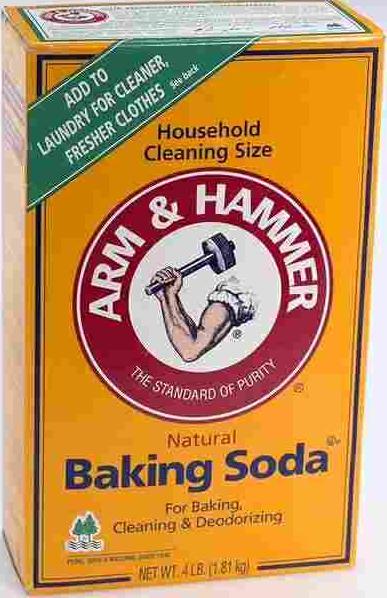 ADD TO
LAUNDRY FOR CLEANER,
FRESHER CLOTHES See back
Household
Cleaning Size
ARM & HAMMER
®
THE STANDARD OF PURITY
®
Natural
Baking Soda
For Baking,
Cleaning & Deodorizing
NET WT. 4 LB. (1.81 kg)